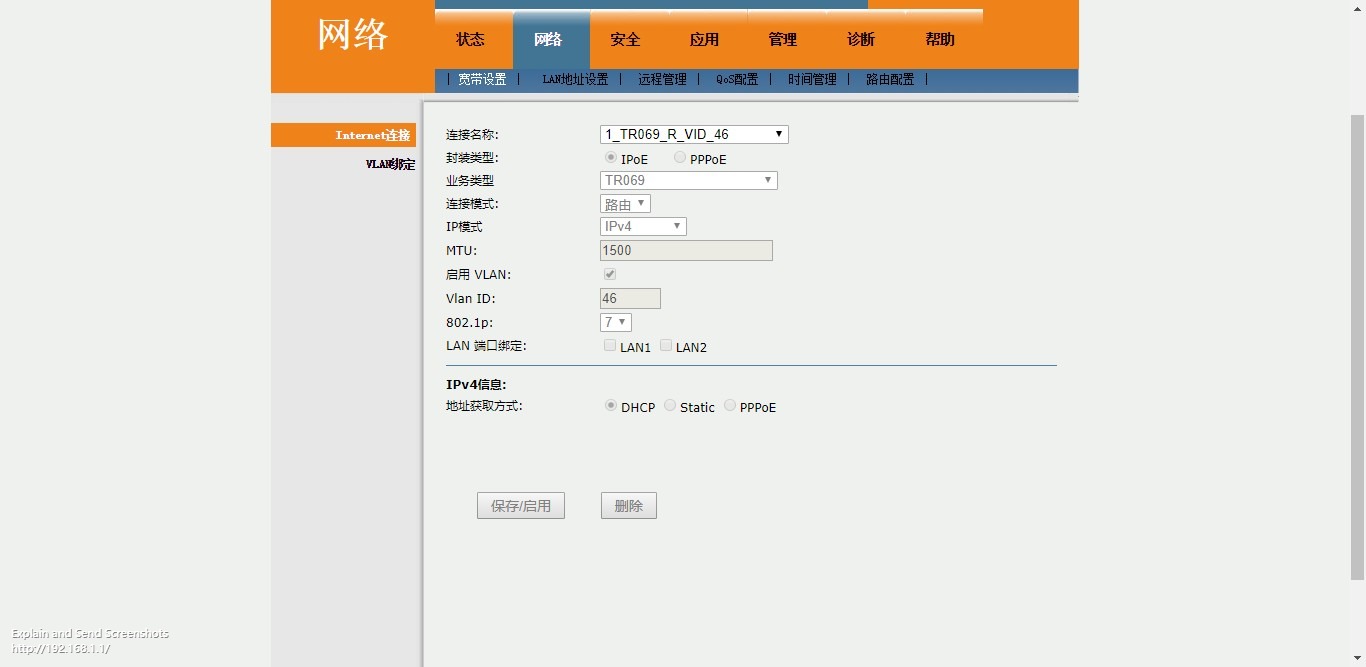 网络
状态 网络 安全 应用 管理 诊断 帮助
| 宽带设置 | LAN地址设置 | 远程管理 | QoS配置 | 时间管理 | 路由配置 |
Internet连接
VLAN绑定
连接名称: 1_TR069_R_VID_46
封装类型: IPoE PPPoE
业务类型 TR069
连接模式: 路由
IP模式 IPv4
MTU: 1500
启用 VLAN:
Vlan ID: 46
802.1p: 7
LAN 端口绑定: LAN1 LAN2
IPv4信息:
地址获取方式: DHCP Static PPPoE
保存/启用 删除
Explain and Send Screenshots
http://192.168.1.1/